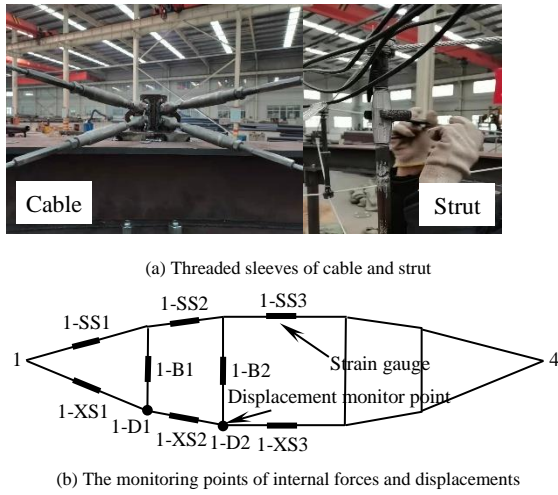 Cable
Strut
(a) Threaded sleeves of cable and strut
1-SS3
1-SS2
1-SS1
Strain gauge
1
4
1-B1
1-B2
Displacement monitor point
1-XS1
1-D1
1-XS2
1-D2
1-XS3
(b) The monitoring points of internal forces and displacements